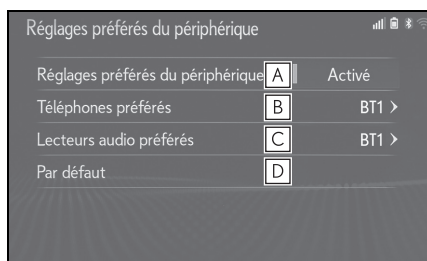 Réglages préférés du périphérique
Réglages préférés du périphérique A Activé
Téléphones préférés B BT1 >
Lecteurs audio préférés C BT1 >
Par défaut D